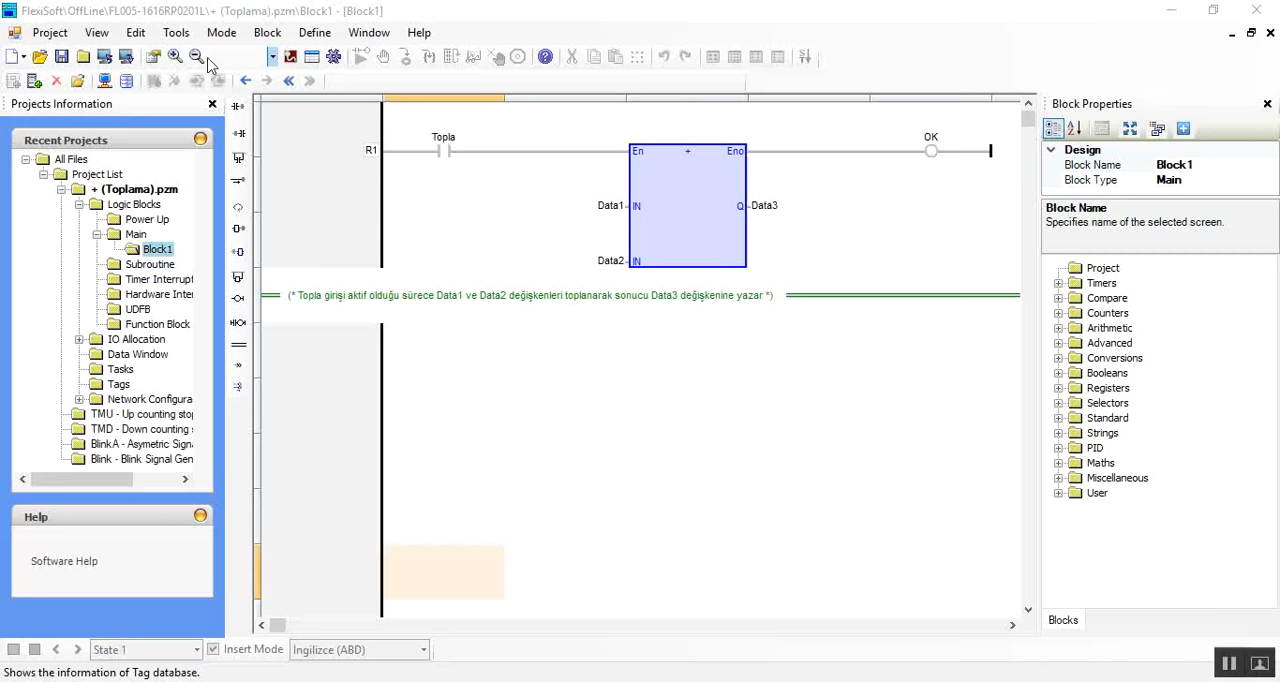 FlexiSoft\OffLine\FL005-1616RP0201L\+ (Toplama).pzm\Block1 - [Block1]
Project View Edit Tools Mode Block Define Window Help
Projects Information
Recent Projects
All Files
Project List
+ (Toplama).pzm
Logic Blocks
Power Up
Main
Block1
Subroutine
Timer Interrupt
Hardware Inter
UDFB
Function Block
IO Allocation
Data Window
Tasks
Tags
Network Configura
TMU - Up counting sto
TMD - Down counting s
BlinkA - Asymetric Sign
Blink - Blink Signal Gen
Help
Software Help
Topla
OK
R1
En + Eno
Data1 IN Q Data3
Data2 IN
(* Topla girişi aktif olduğu sürece Data1 ve Data2 değişkenleri toplanarak sonucu Data3 değişkenine yazar *)
Block Properties
Design
Block Name Block1
Block Type Main
Block Name
Specifies name of the selected screen.
Project
Timers
Compare
Counters
Arithmetic
Advanced
Conversions
Booleans
Registers
Selectors
Standard
Strings
PID
Maths
Miscellaneous
User
Blocks
State 1 Insert Mode İngilizce (ABD)
Shows the information of Tag database.